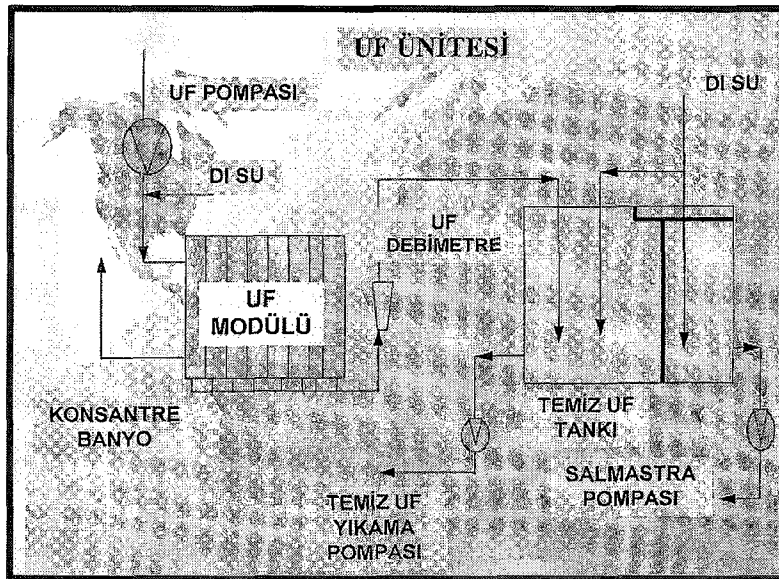 UF ÜNİTESİ
UF POMPASI
DI SU
DI SU
UF
DEBİMETRE
UF
MODÜLÜ
KONSANTRE
BANYO
TEMİZ UF
TANKI
SALMASTRA
POMPASI
TEMİZ UF
YIKAMA
POMPASI